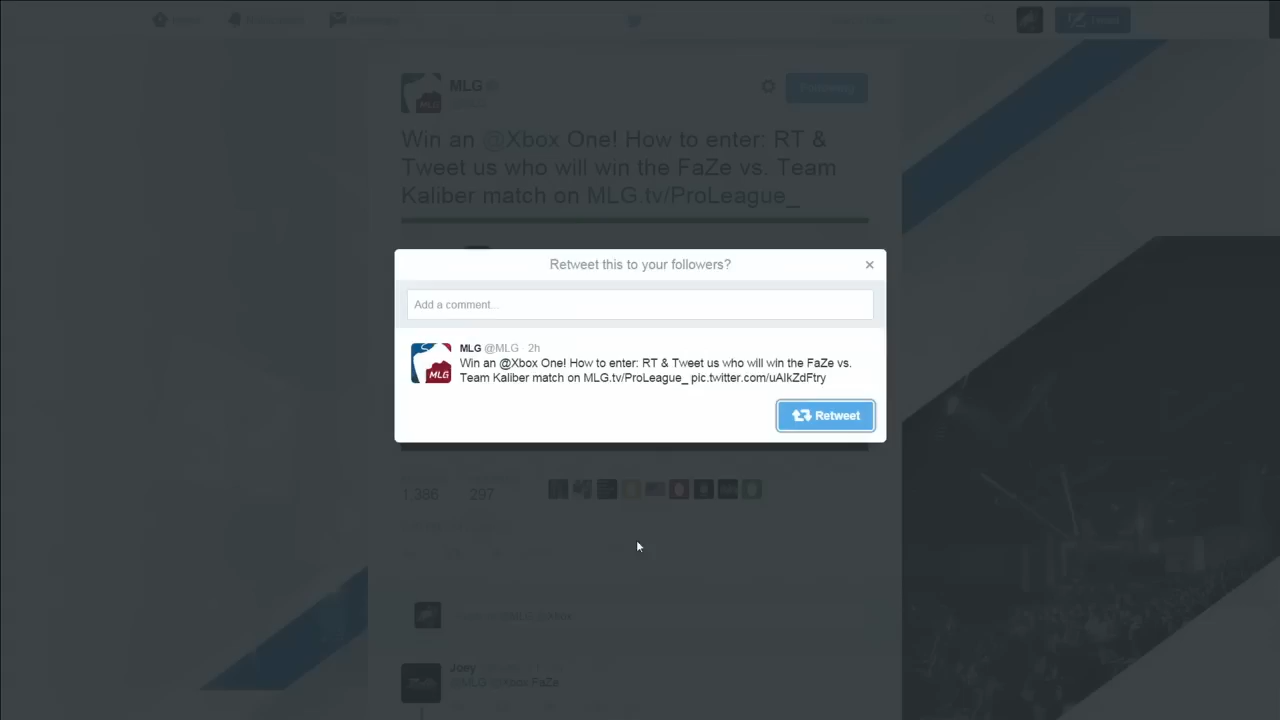 MLG
Win an @Xbox One! How to enter: RT &
Tweet us who will win the FaZe vs. Team
Kaliber match on MLG.tv/ProLeague_
Retweet this to your followers?
×
Add a comment...
MLG @MLG 2h
Win an @Xbox One! How to enter: RT & Tweet us who will win the FaZe vs.
Team Kaliber match on MLG.tv/ProLeague_ pic.twitter.com/uAlkZdFtry
MLG
Retweet
1,386 297
Joey
@MLG @Xbox FaZe